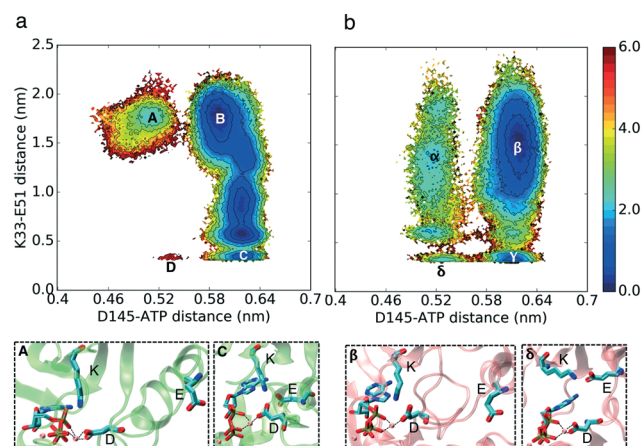 a
b
K33-E51 distance (nm)
2.5
2.0
1.5
1.0
0.5
0.0
A
B
C
D
0.4 0.46 0.52 0.58 0.64 0.7
D145-ATP distance (nm)
α
β
γ
δ
0.4 0.46 0.52 0.58 0.64 0.7
D145-ATP distance (nm)
6.0
4.0
2.0
0.0
A
K
E
D
C
K
E
D
β
K
E
D
δ
K
E
D